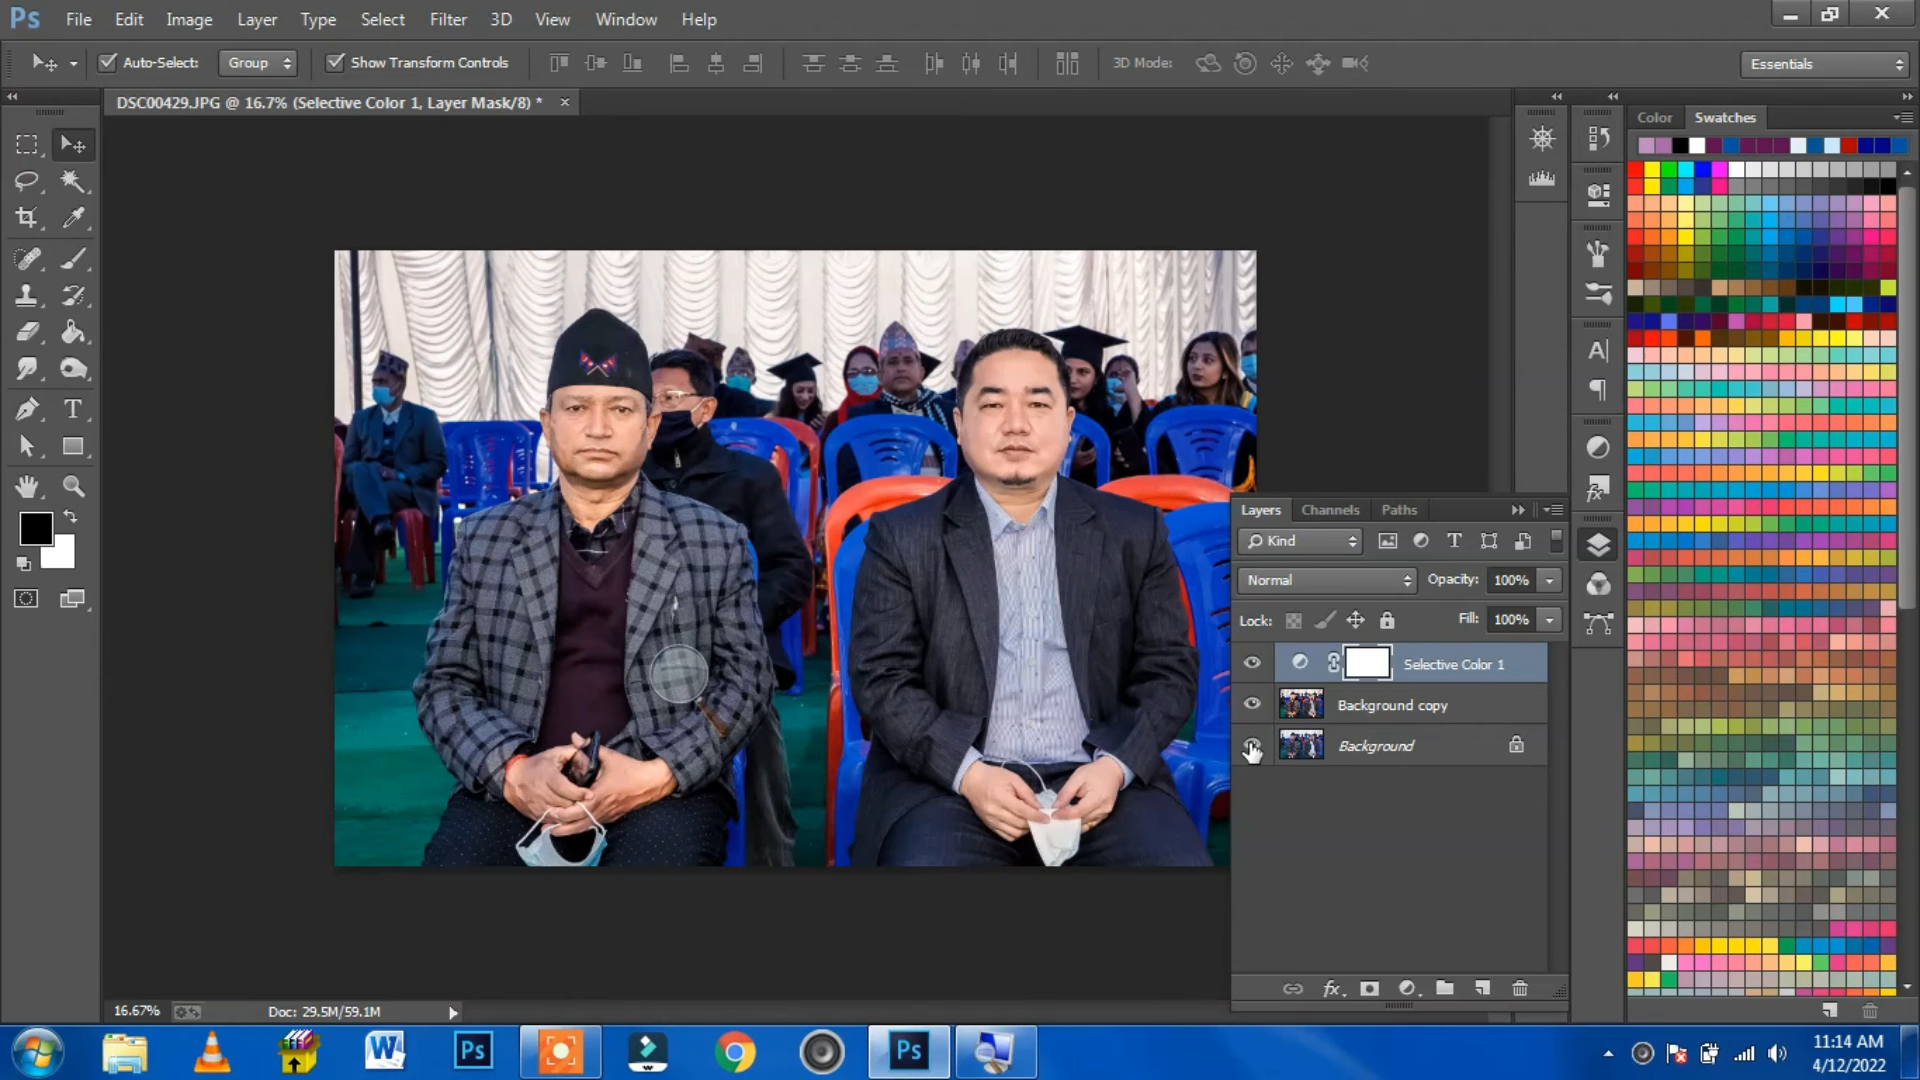 Ps File Edit Image Layer Type Select Filter 3D View Window Help
Auto-Select: Group Show Transform Controls 3D Mode: Essentials
DSC00429.JPG @ 16.7% (Selective Color 1, Layer Mask/8) * ×
Color Swatches
Layers Channels Paths
Kind
Normal Opacity: 100%
Lock: Fill: 100%
Selective Color 1
Background copy
Background
fx
16.67% Doc: 29.5M/59.1M
W Ps Ps
11:14 AM
4/12/2022